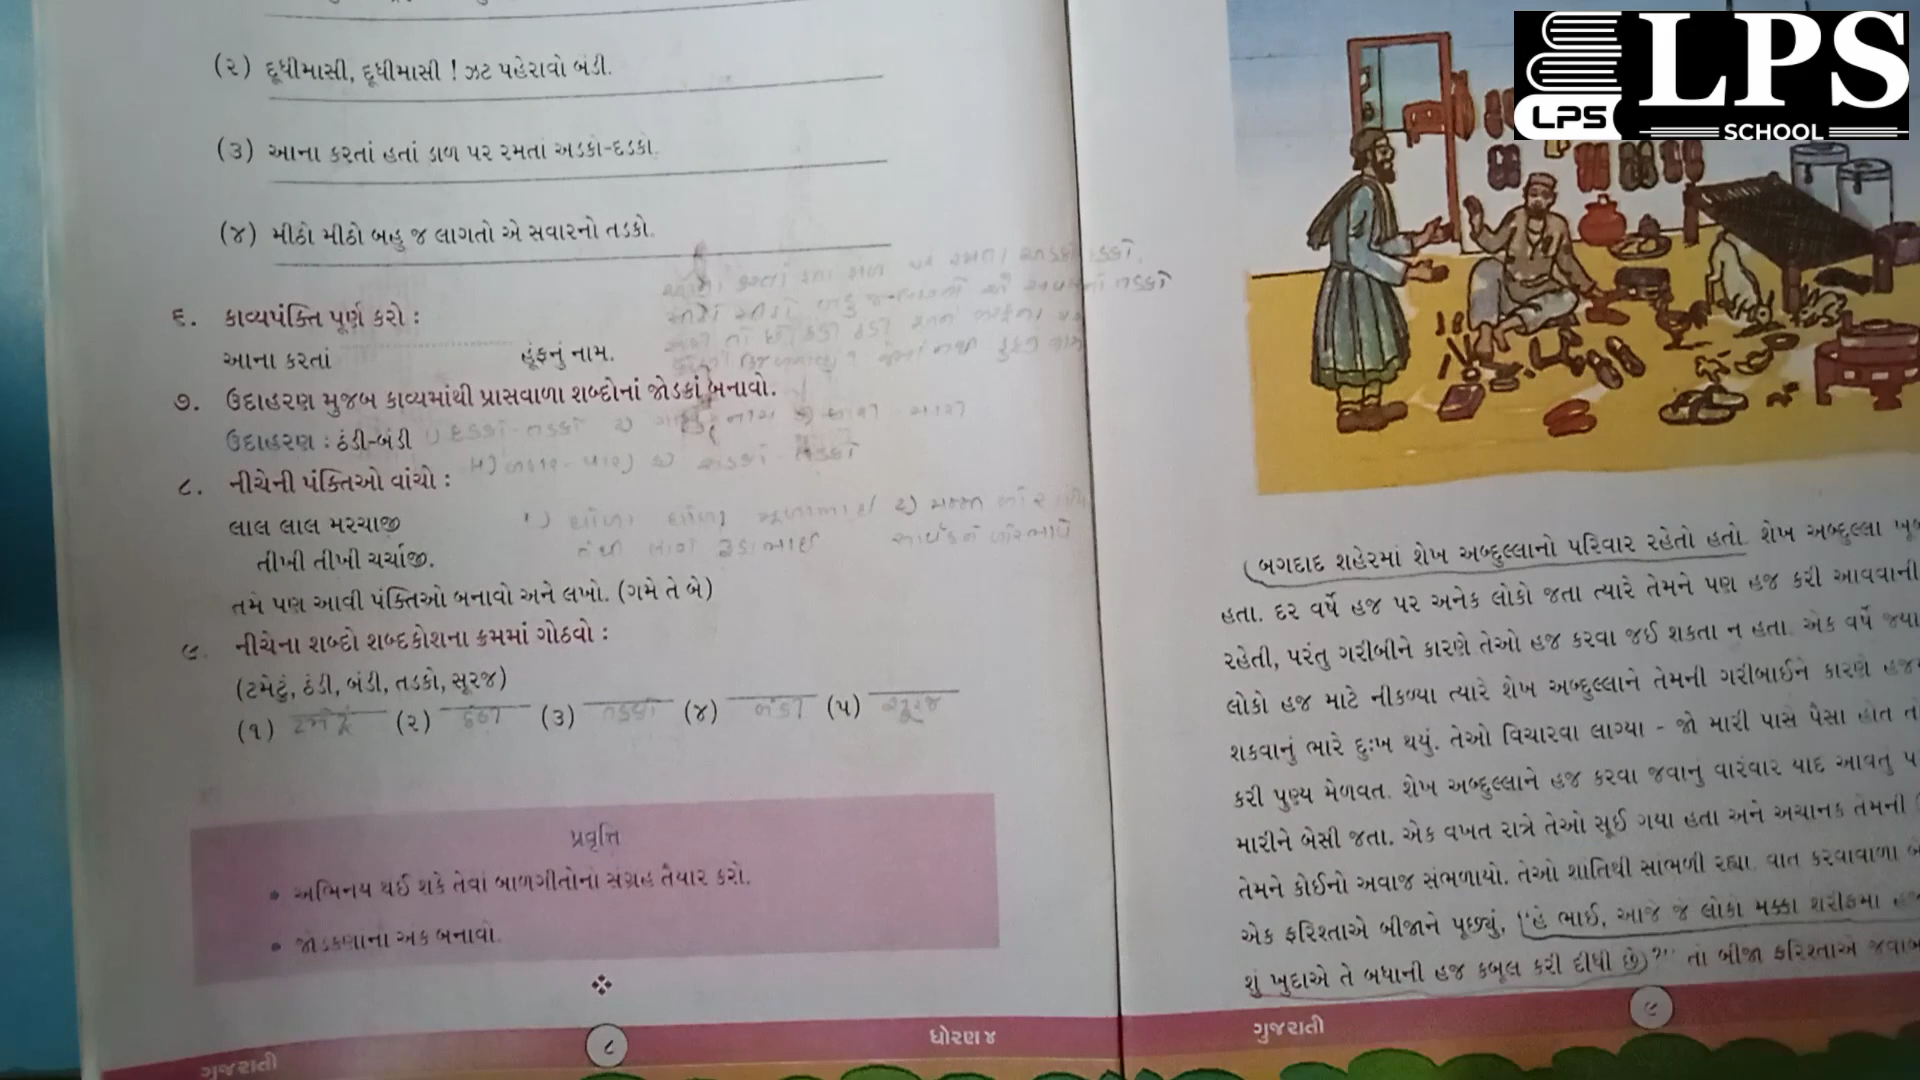 (૨) દૂધીમાસી, દૂધીમાસી ! ઝટ પહેરાવો બંડી.
(૩) આના કરતાં હતાં ડાળ પર રમતાં અડકો-દડકો.
(૪) મીઠો મીઠો બહુ જ લાગતો એ સવારનો તડકો.
૬. કાવ્યપંક્તિ પૂર્ણ કરો :
આના કરતાં ........................ હૂંફનું નામ.
૭. ઉદાહરણ મુજબ કાવ્યમાંથી પ્રાસવાળા શબ્દોનાં જોડકાં બનાવો.
ઉદાહરણ : ઠંડી-બંડી ૧) દડકો-તડકો
અડકો તડકો
૮. નીચેની પંક્તિઓ વાંચો :
લાલ લાલ મરચાજી
તીખી તીખી ચર્ચાજી.
તમે પણ આવી પંક્તિઓ બનાવો અને લખો. (ગમે તે બે)
૯. નીચેના શબ્દો શબ્દકોશના ક્રમમાં ગોઠવો :
(ટમેટું, ઠંડી, બંડી, તડકો, સૂરજ)
(૧) ટમેટું (૨) ઠંડી (૩) તડકો (૪) બંડી (૫) સૂરજ
પ્રવૃત્તિ
• અભિનય થઈ શકે તેવાં બાળગીતોનો સંગ્રહ તૈયાર કરો.
• જોડકણાંના અંક બનાવો.
ગુજરાતી ૮ ધોરણ ૪
LPS
LPS
SCHOOL
બગદાદ શહેરમાં શેખ અબ્દુલ્લાનો પરિવાર રહેતો હતો. શેખ અબ્દુલ્લા
હતા. દર વર્ષે હજ પર અનેક લોકો જતા ત્યારે તેમને પણ હજ કરી આવવાની
રહેતી, પરંતુ ગરીબીને કારણે તેઓ હજ કરવા જઈ શકતા ન હતા. એક વર્ષે
લોકો હજ માટે નીકળ્યા ત્યારે શેખ અબ્દુલ્લાને તેમની ગરીબાઈને કારણે
શકવાનું ભારે દુઃખ થયું. તેઓ વિચારવા લાગ્યા - જો મારી પાસે પૈસા હોત તો
કરી પુણ્ય મેળવત. શેખ અબ્દુલ્લાને હજ કરવા જવાનું વારંવાર યાદ આવતું
મારીને બેસી જતા. એક વખત રાત્રે તેઓ સૂઈ ગયા હતા અને અચાનક તેમની
તેમને કોઈનો અવાજ સંભળાયો. તેઓ શાંતિથી સાંભળી રહ્યા. વાત કરવાવાળા
એક ફરિશ્તાએ બીજાને પૂછ્યું, "હે ભાઈ, આજે જે લોકો મક્કા શરીફમાં
શું ખુદાએ તે બધાની હજ કબૂલ કરી દીધી છે ?" તો બીજા ફરિશ્તાએ
ગુજરાતી ૯